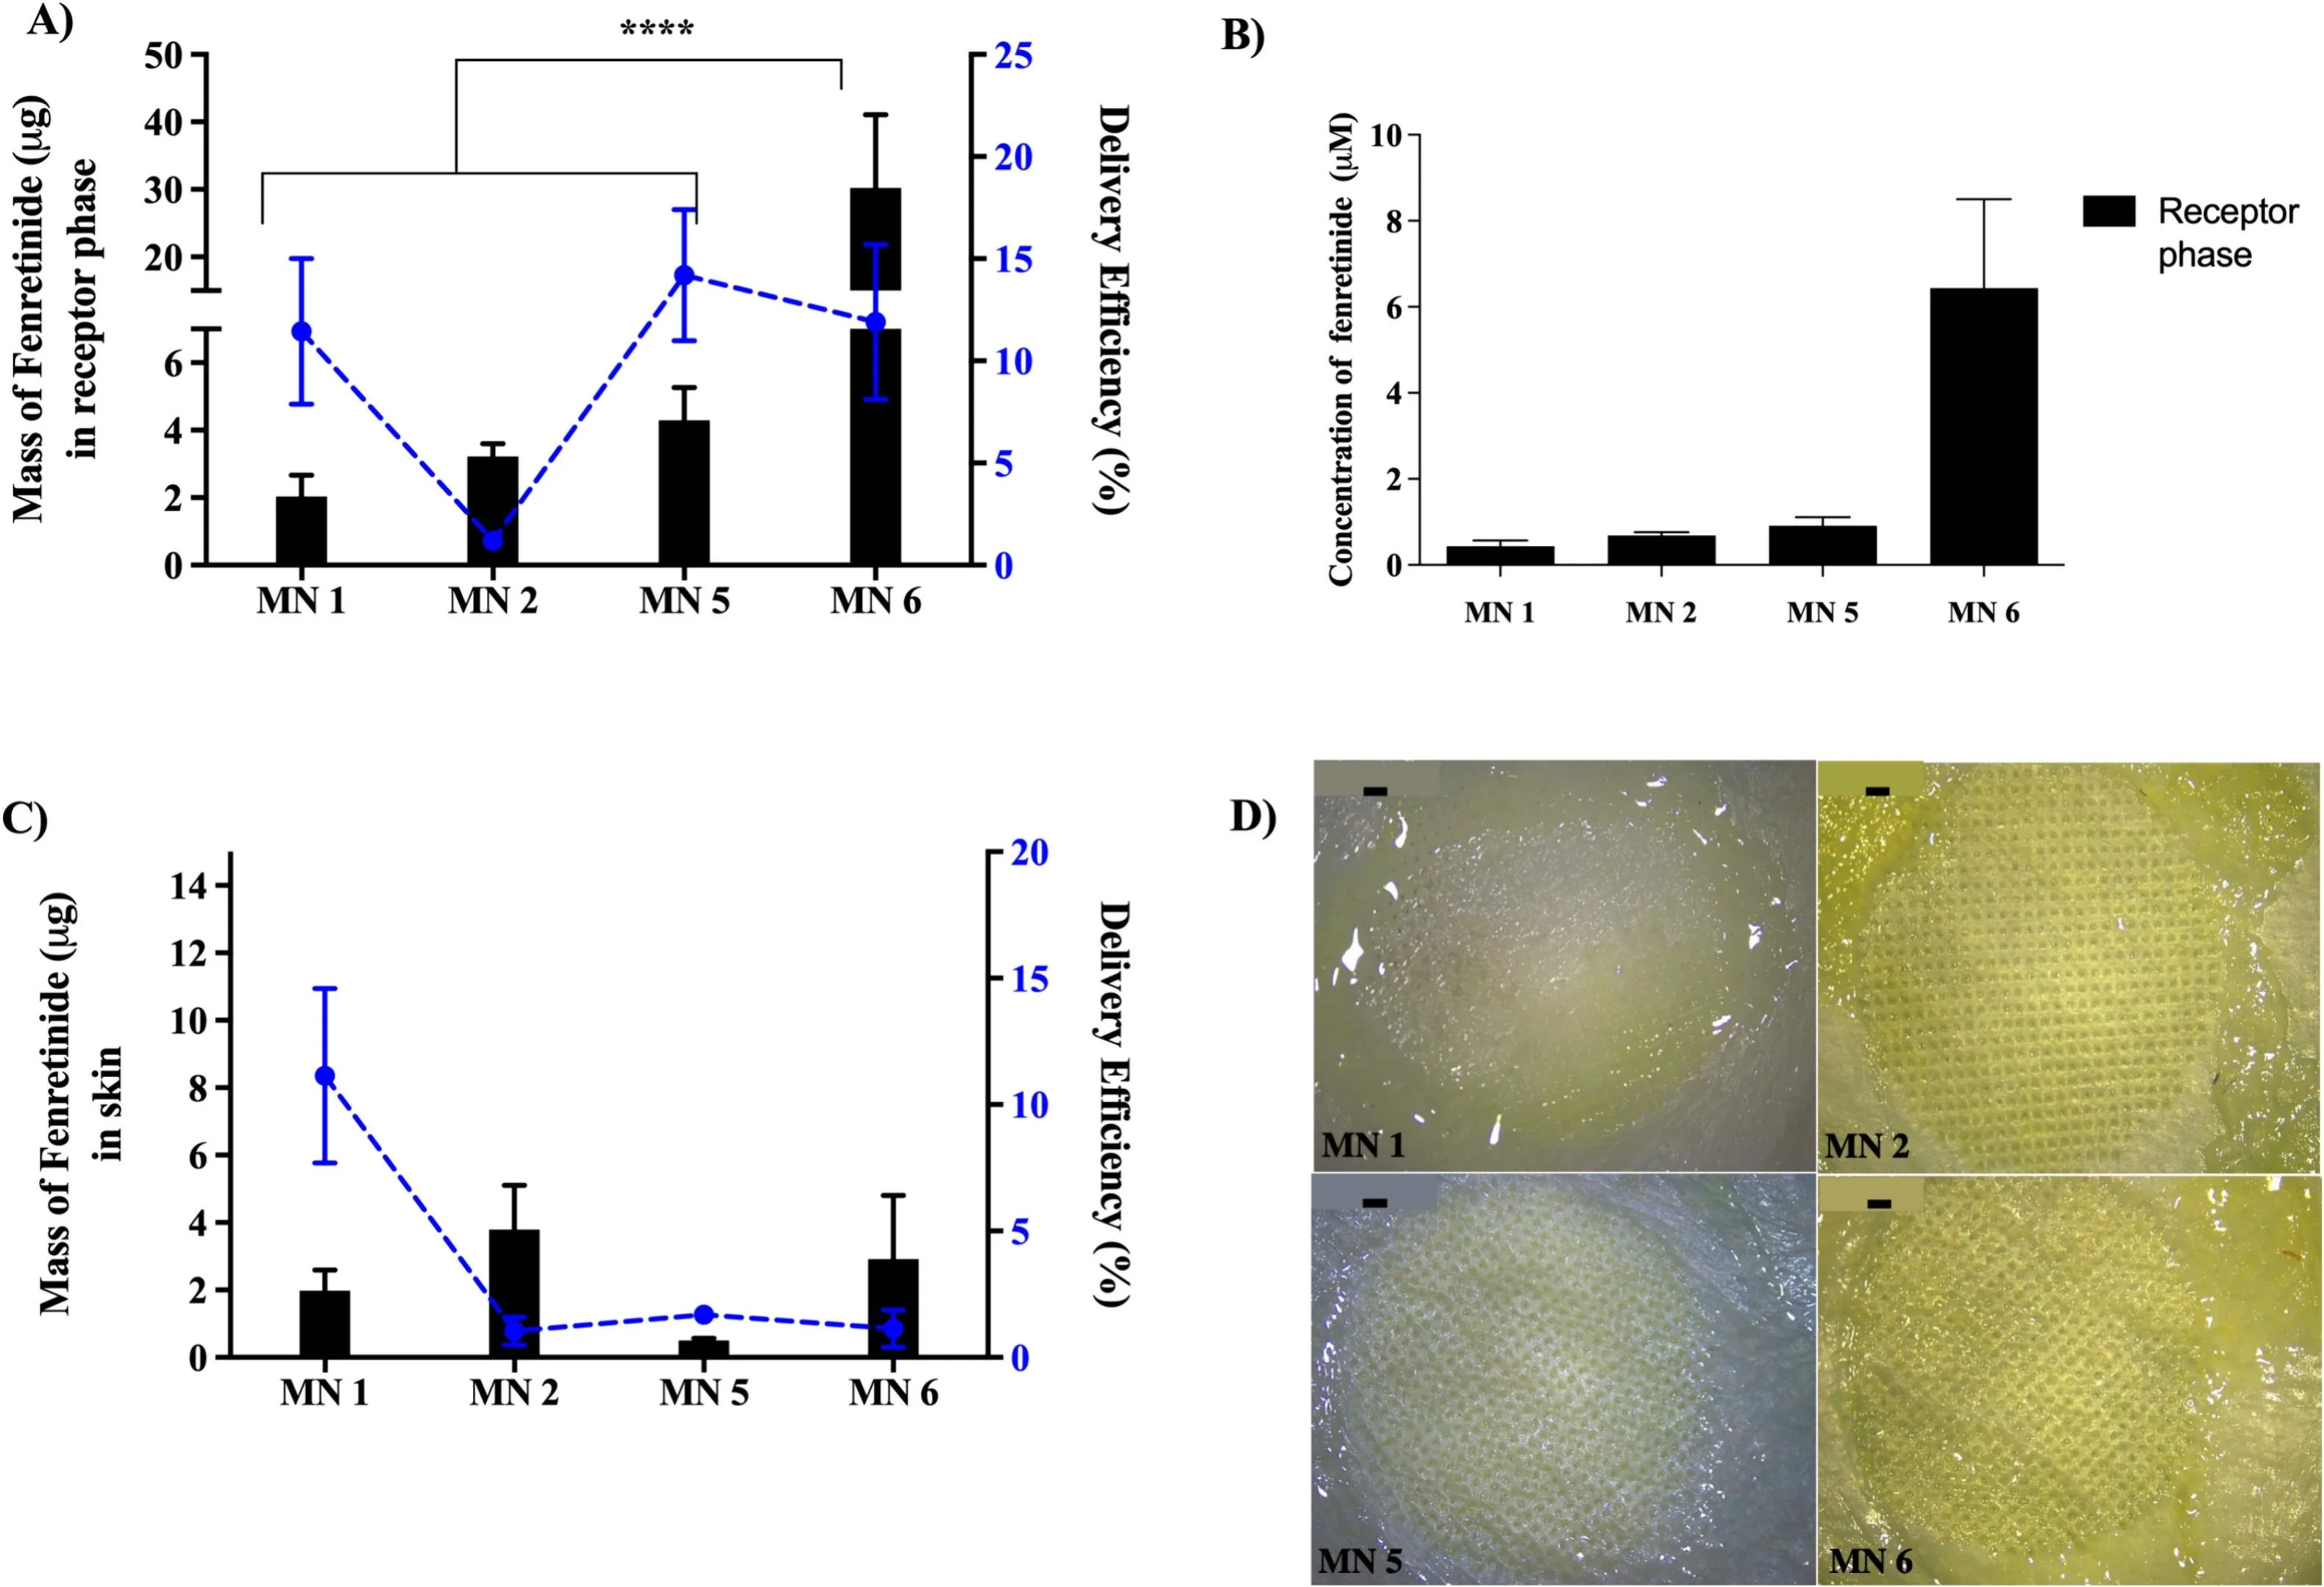 A)
****
Mass of Fenretinide (µg)
in receptor phase
50
40
30
20
6
4
2
0
25
20
15
10
5
0
Delivery Efficiency (%)
MN 1
MN 2
MN 5
MN 6
B)
Concentration of fenretinide (µM)
10
8
6
4
2
0
MN 1
MN 2
MN 5
MN 6
Receptor
phase
C)
Mass of Fenretinide (µg)
in skin
14
12
10
8
6
4
2
0
20
15
10
5
0
Delivery Efficiency (%)
MN 1
MN 2
MN 5
MN 6
D)
MN 1
MN 2
MN 5
MN 6